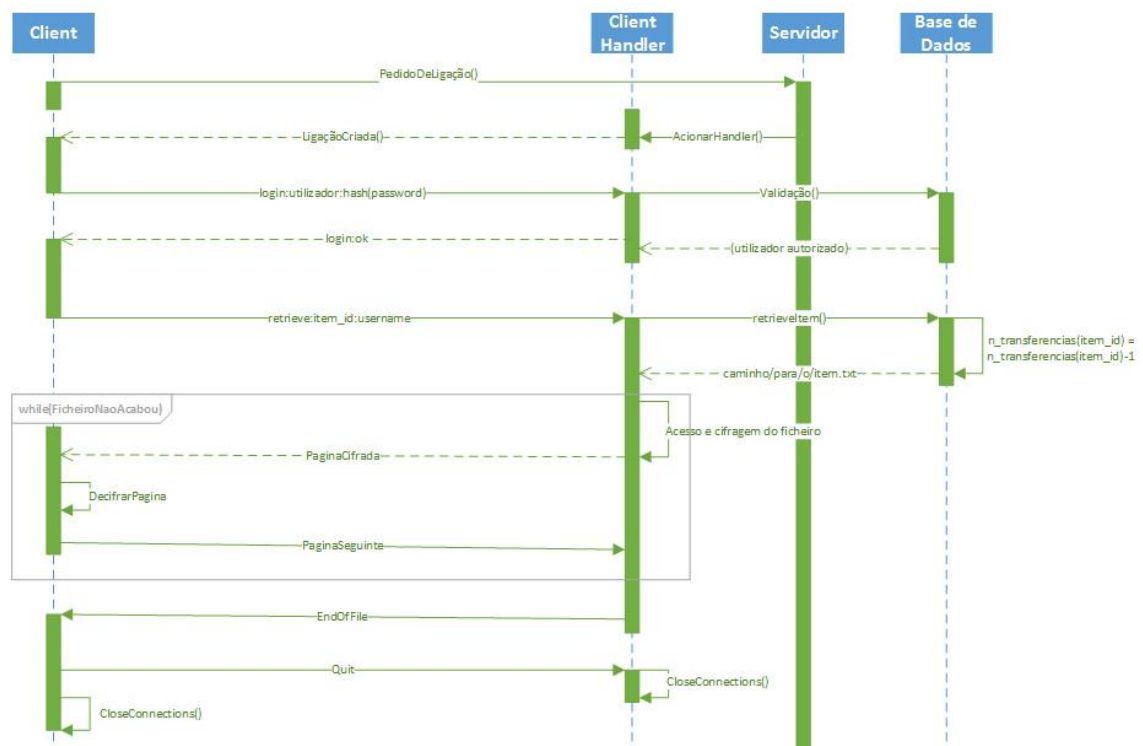 Client
Client
Handler
Servidor
Base de
Dados
PedidoDeLigação()
LigaçãoCriada()
AcionarHandler()
login:utilizador:hash(password)
Validação()
login:ok
(utilizador autorizado)
retrieve:item_id:username
retrieveItem()
n_transferencias(item_id) =
n_transferencias(item_id)-1
caminho/para/o/item.txt
while(FicheiroNaoAcabou)
Acesso e cifragem do ficheiro
PaginaCifrada
DecifrarPagina
PaginaSeguinte
EndOfFile
Quit
CloseConnections()
CloseConnections()